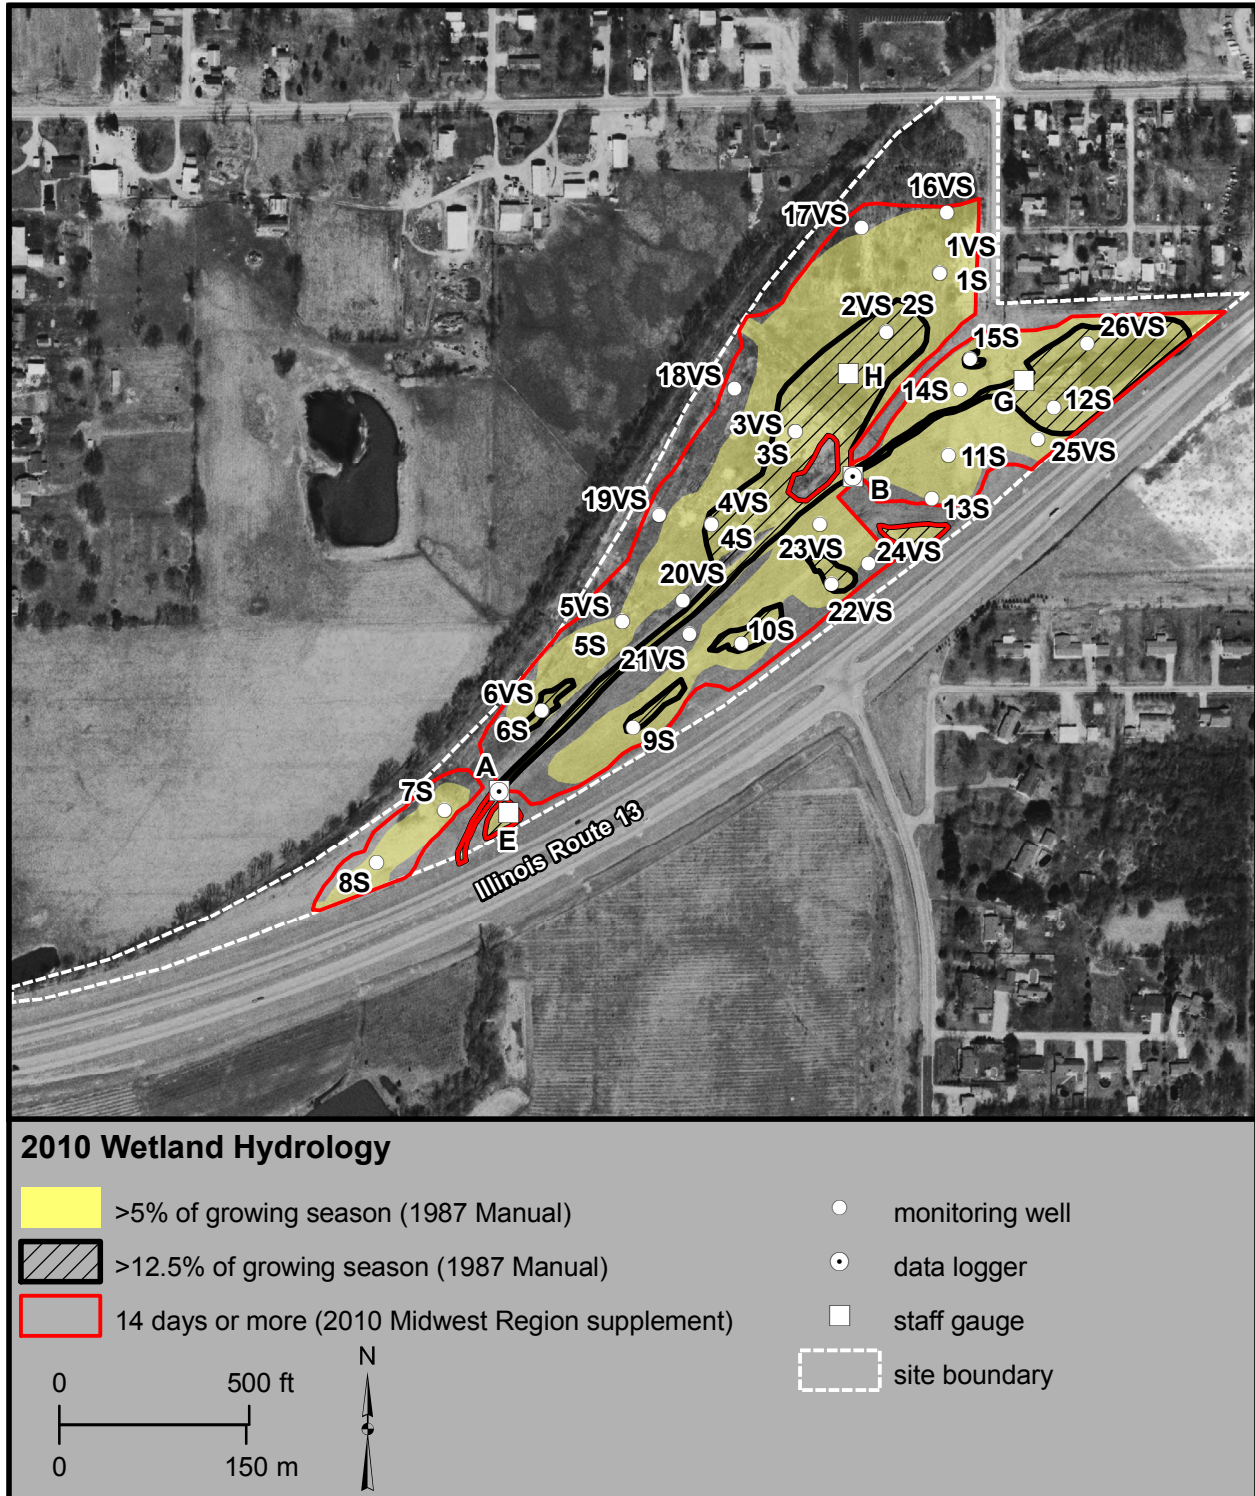 16VS
17VS
1VS
1S
2VS 2S
26VS
15S
18VS
H
14S
G
12S
3VS
3S
25VS
11S
B
19VS
13S
4VS
4S
23VS
24VS
20VS
5VS
22VS
10S
5S
21VS
6VS
6S
9S
A
7S
E
8S
Illinois Route 13
2010 Wetland Hydrology
>5% of growing season (1987 Manual)
monitoring well
>12.5% of growing season (1987 Manual)
data logger
14 days or more (2010 Midwest Region supplement)
staff gauge
N
site boundary
0 500 ft
0 150 m